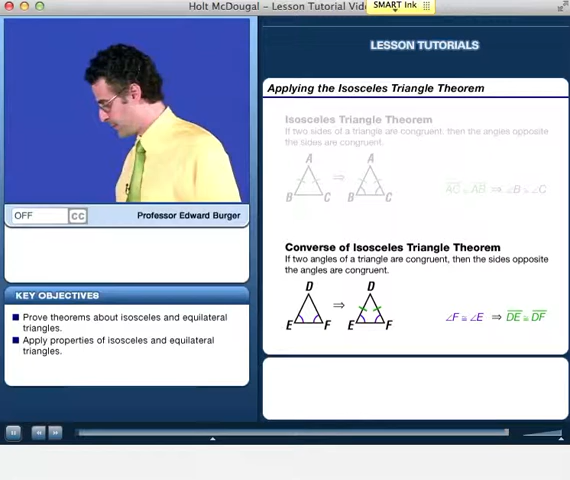 Holt McDougal – Lesson Tutorial Vid
SMART Ink
LESSON TUTORIALS
Applying the Isosceles Triangle Theorem
Isosceles Triangle Theorem
If two sides of a triangle are congruent, then the angles opposite
the sides are congruent.
A
A
⇒
B
C
B
C
AC ≅ AB ⇒ ∠B ≅ ∠C
OFF
CC
Professor Edward Burger
Converse of Isosceles Triangle Theorem
If two angles of a triangle are congruent, then the sides opposite
the angles are congruent.
D
D
⇒
E
F
E
F
∠F ≅ ∠E ⇒ DE ≅ DF
KEY OBJECTIVES
Prove theorems about isosceles and equilateral
triangles.
Apply properties of isosceles and equilateral
triangles.